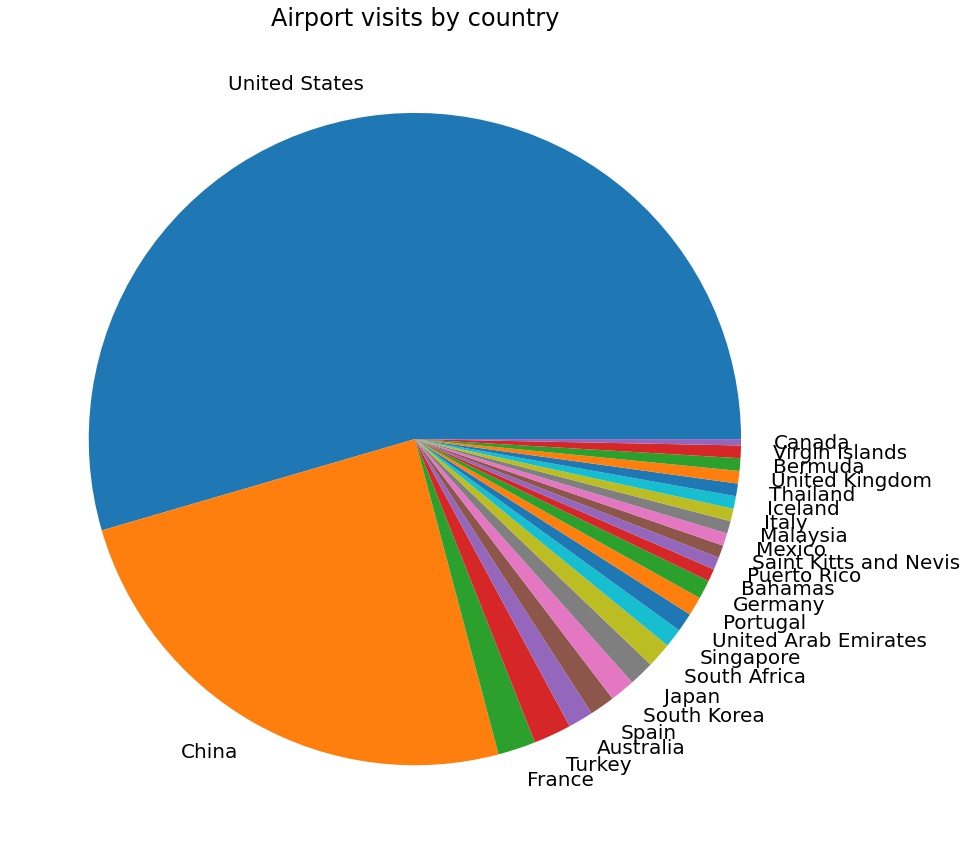 Airport visits by country
United States
Canada
Virgin Islands
Bermuda
United Kingdom
Thailand
Iceland
Italy
Malaysia
Mexico
Saint Kitts and Nevis
Puerto Rico
Bahamas
Germany
Portugal
United Arab Emirates
Singapore
South Africa
Japan
South Korea
Spain
Australia
China
Turkey
France